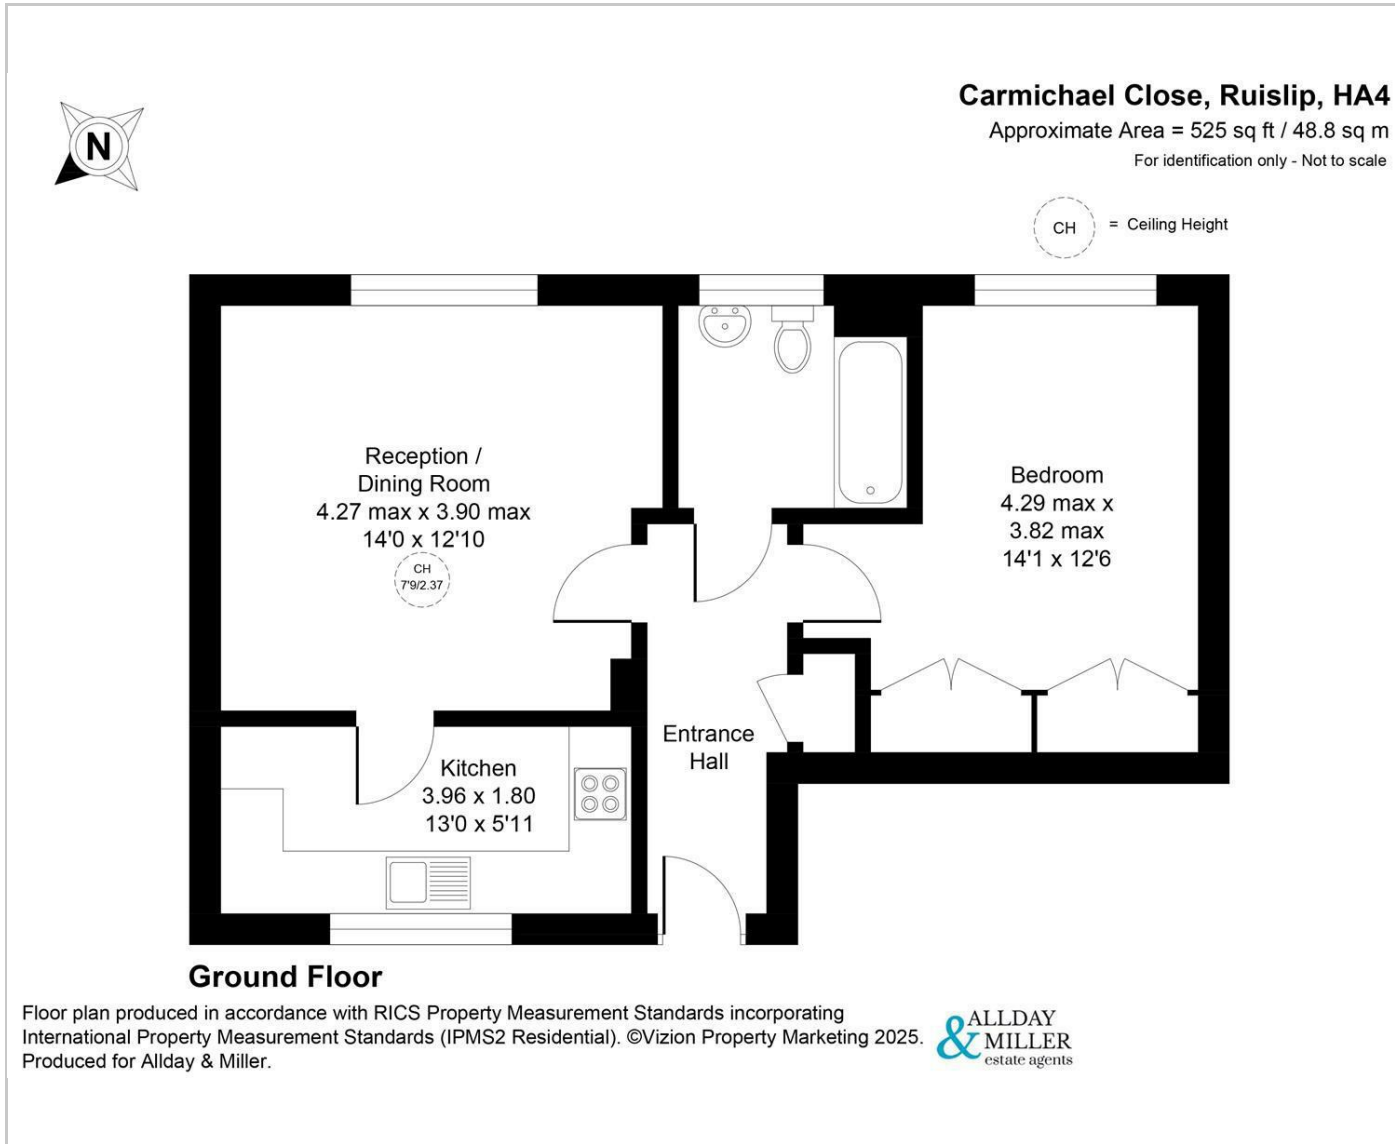 Carmichael Close, Ruislip, HA4
Approximate Area = 525 sq ft / 48.8 sq m
For identification only - Not to scale
N
CH = Ceiling Height
Reception /
Dining Room
4.27 max x 3.90 max
14'0 x 12'10
CH
7'9/2.37
Bedroom
4.29 max x
3.82 max
14'1 x 12'6
Entrance
Hall
Kitchen
3.96 x 1.80
13'0 x 5'11
Ground Floor
Floor plan produced in accordance with RICS Property Measurement Standards incorporating
International Property Measurement Standards (IPMS2 Residential). ©Vizion Property Marketing 2025.
Produced for Allday & Miller.
ALLDAY
& MILLER
estate agents